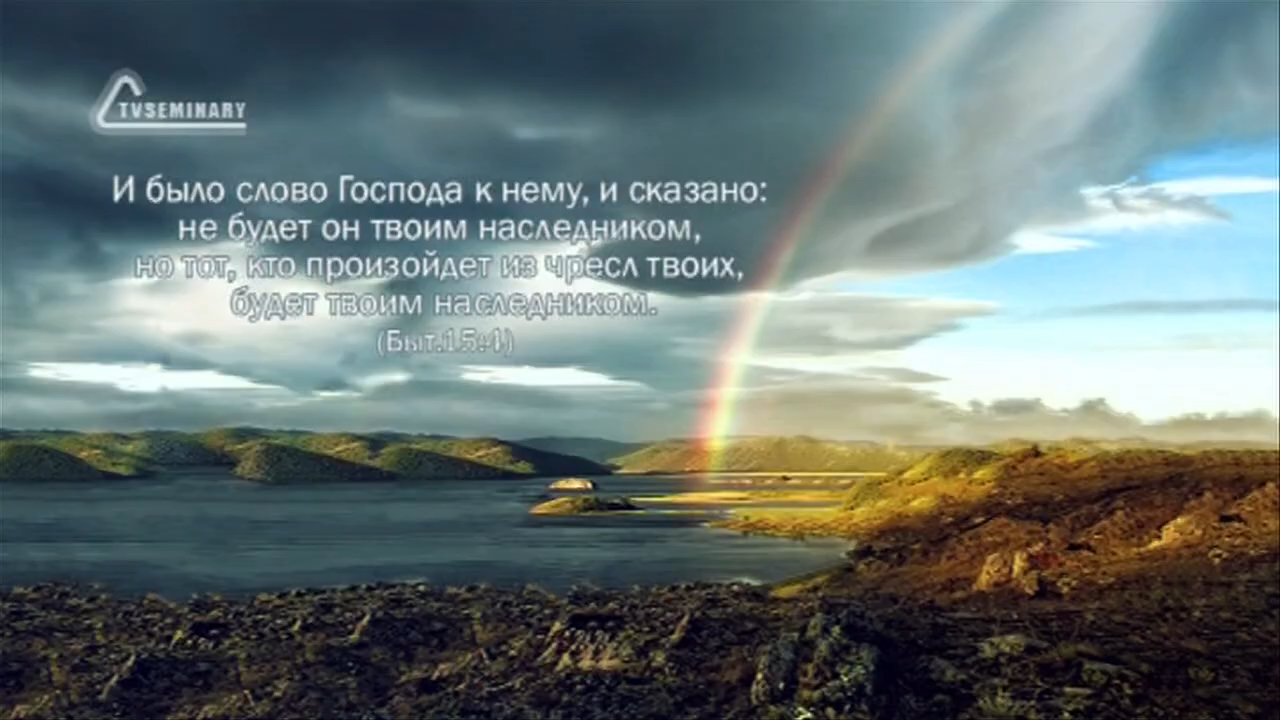 TVSEMINARY
И было слово Господа к нему, и сказано:
не будет он твоим наследником,
но тот, кто произойдет из чресл твоих,
будет твоим наследником.
(Быт.15:4)